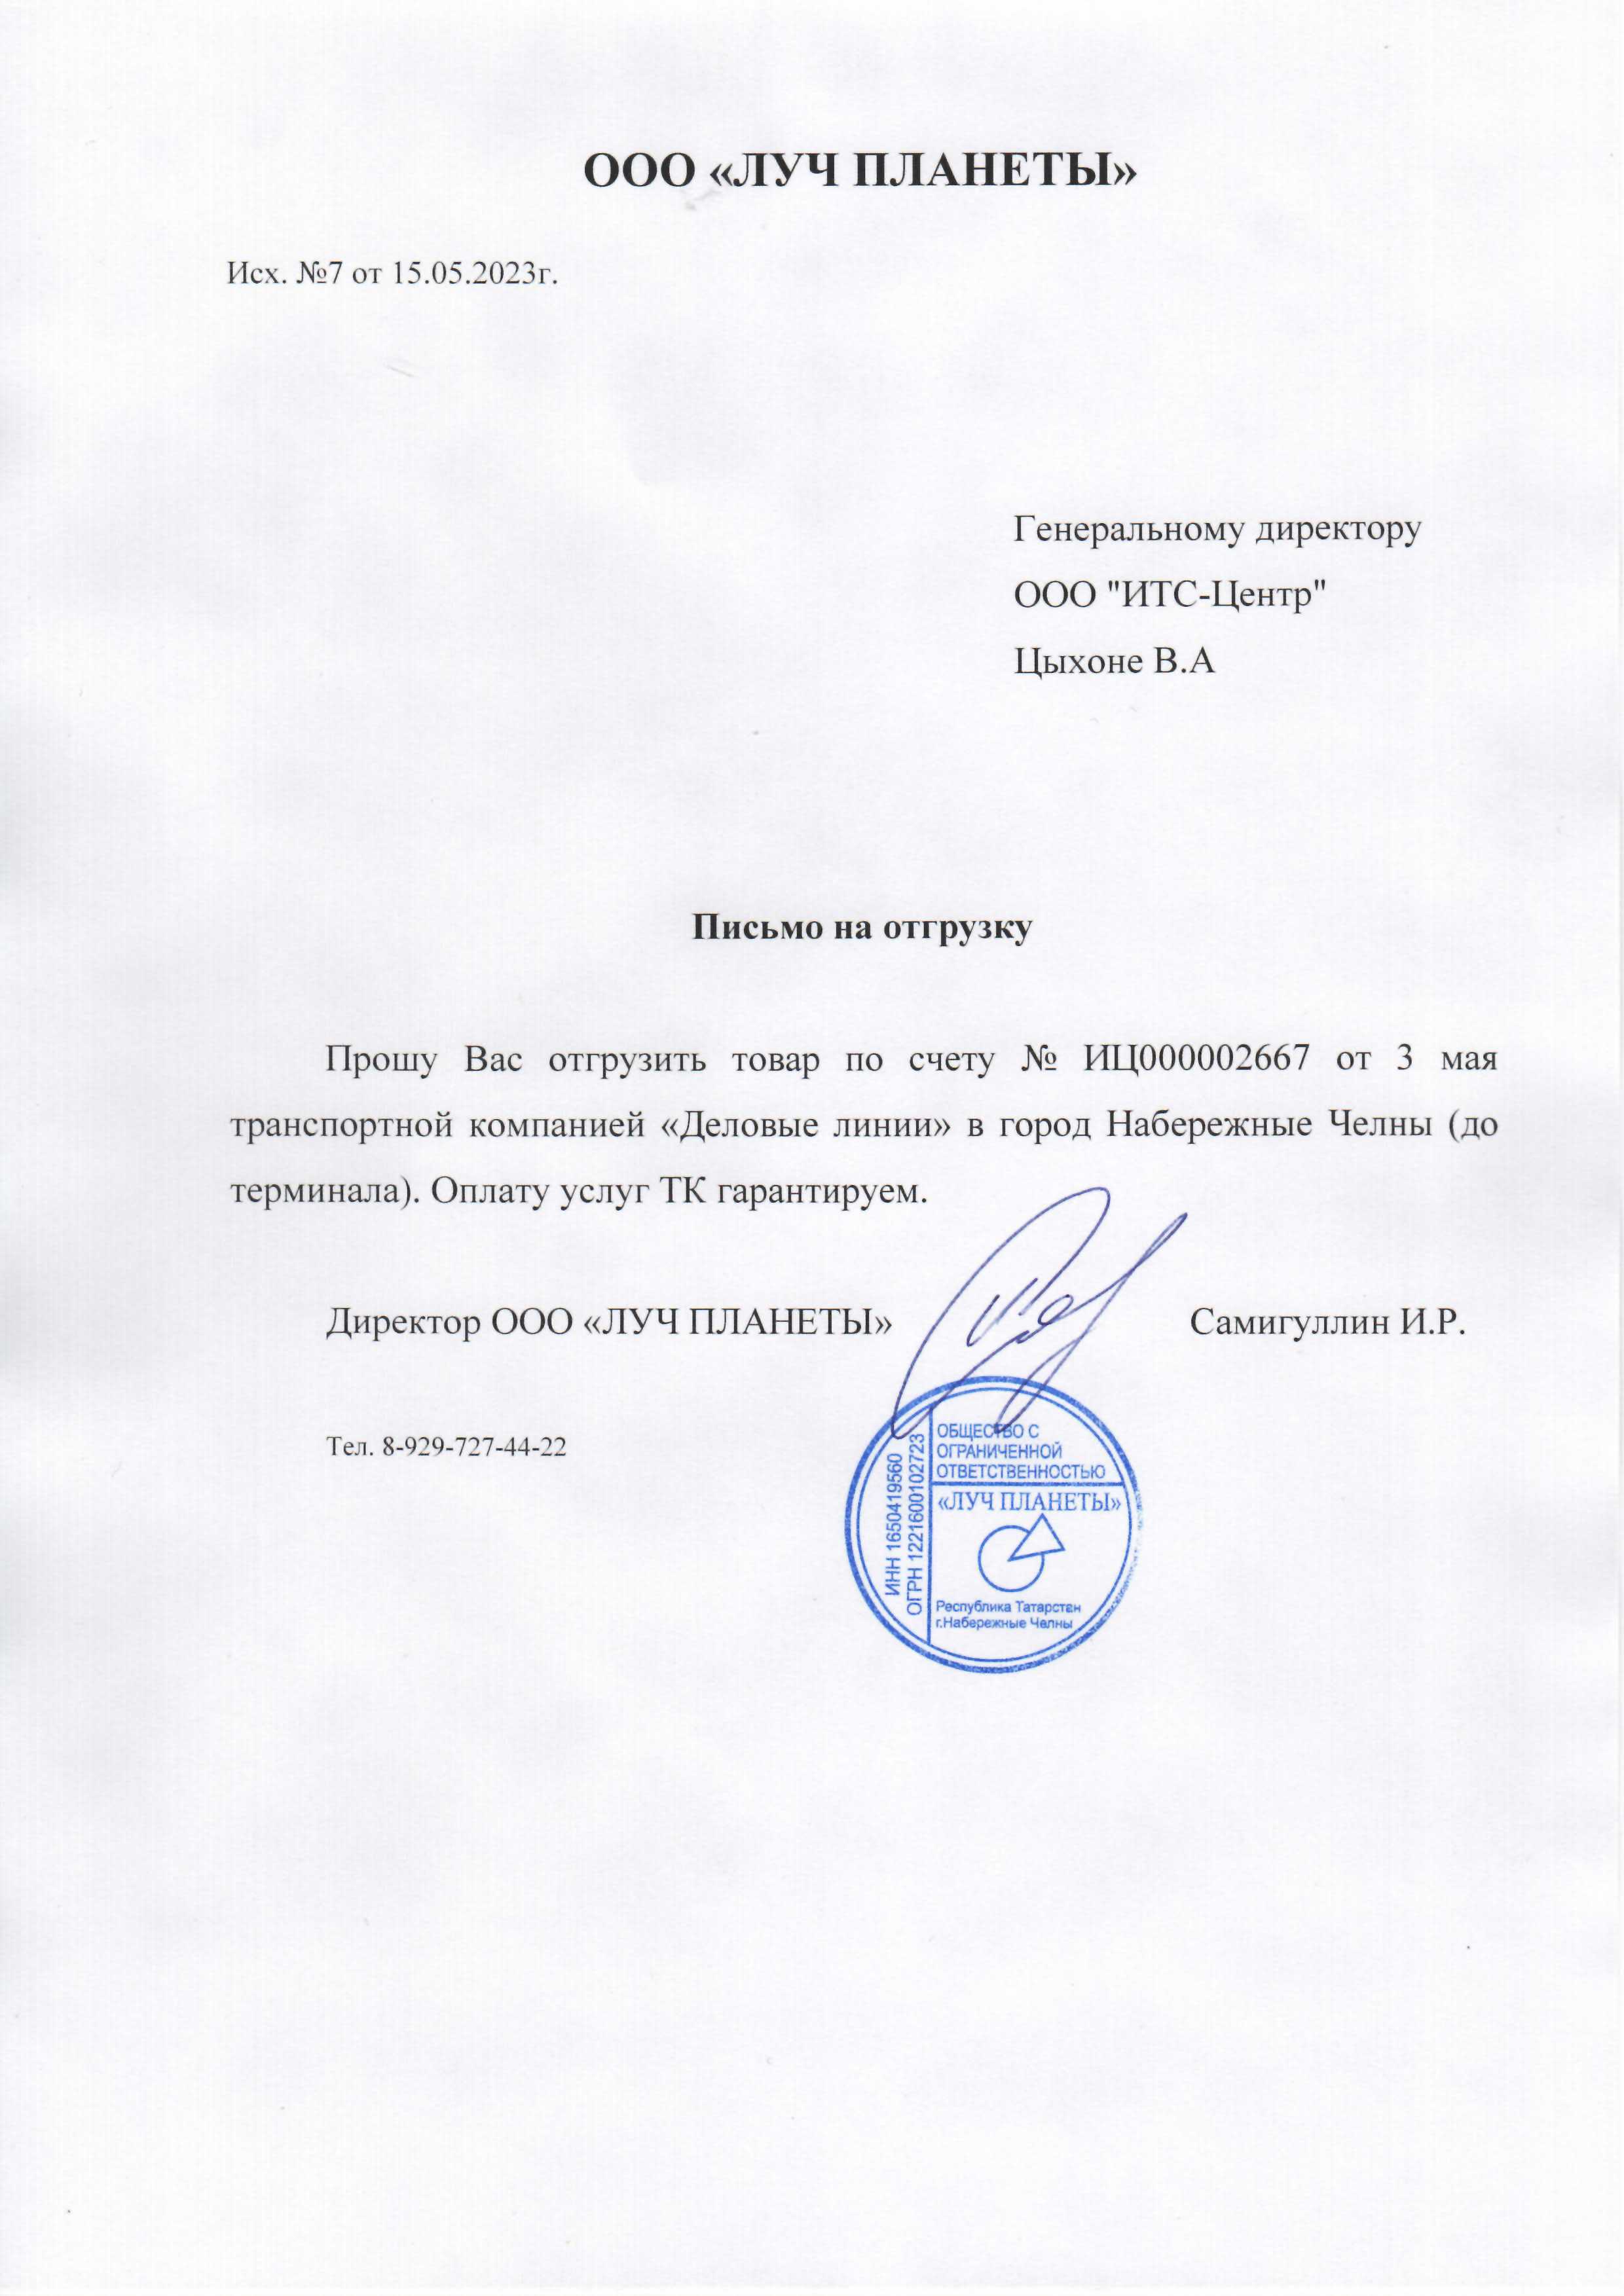 ООО «ЛУЧ ПЛАНЕТЫ»
Исх. №7 от 15.05.2023г.
Генеральному директору
ООО "ИТС-Центр"
Цыхоне В.А
Письмо на отгрузку
Прошу Вас отгрузить товар по счету № ИЦ000002667 от 3 мая
транспортной компанией «Деловые линии» в город Набережные Челны (до
терминала). Оплату услуг ТК гарантируем.
Директор ООО «ЛУЧ ПЛАНЕТЫ» Самигуллин И.Р.
Тел. 8-929-727-44-22
ИНН 1650419560
ОГРН 1221600102723
ОБЩЕСТВО С
ОГРАНИЧЕННОЙ
ОТВЕТСТВЕННОСТЬЮ
«ЛУЧ ПЛАНЕТЫ»
Республика Татарстан
г.Набережные Челны